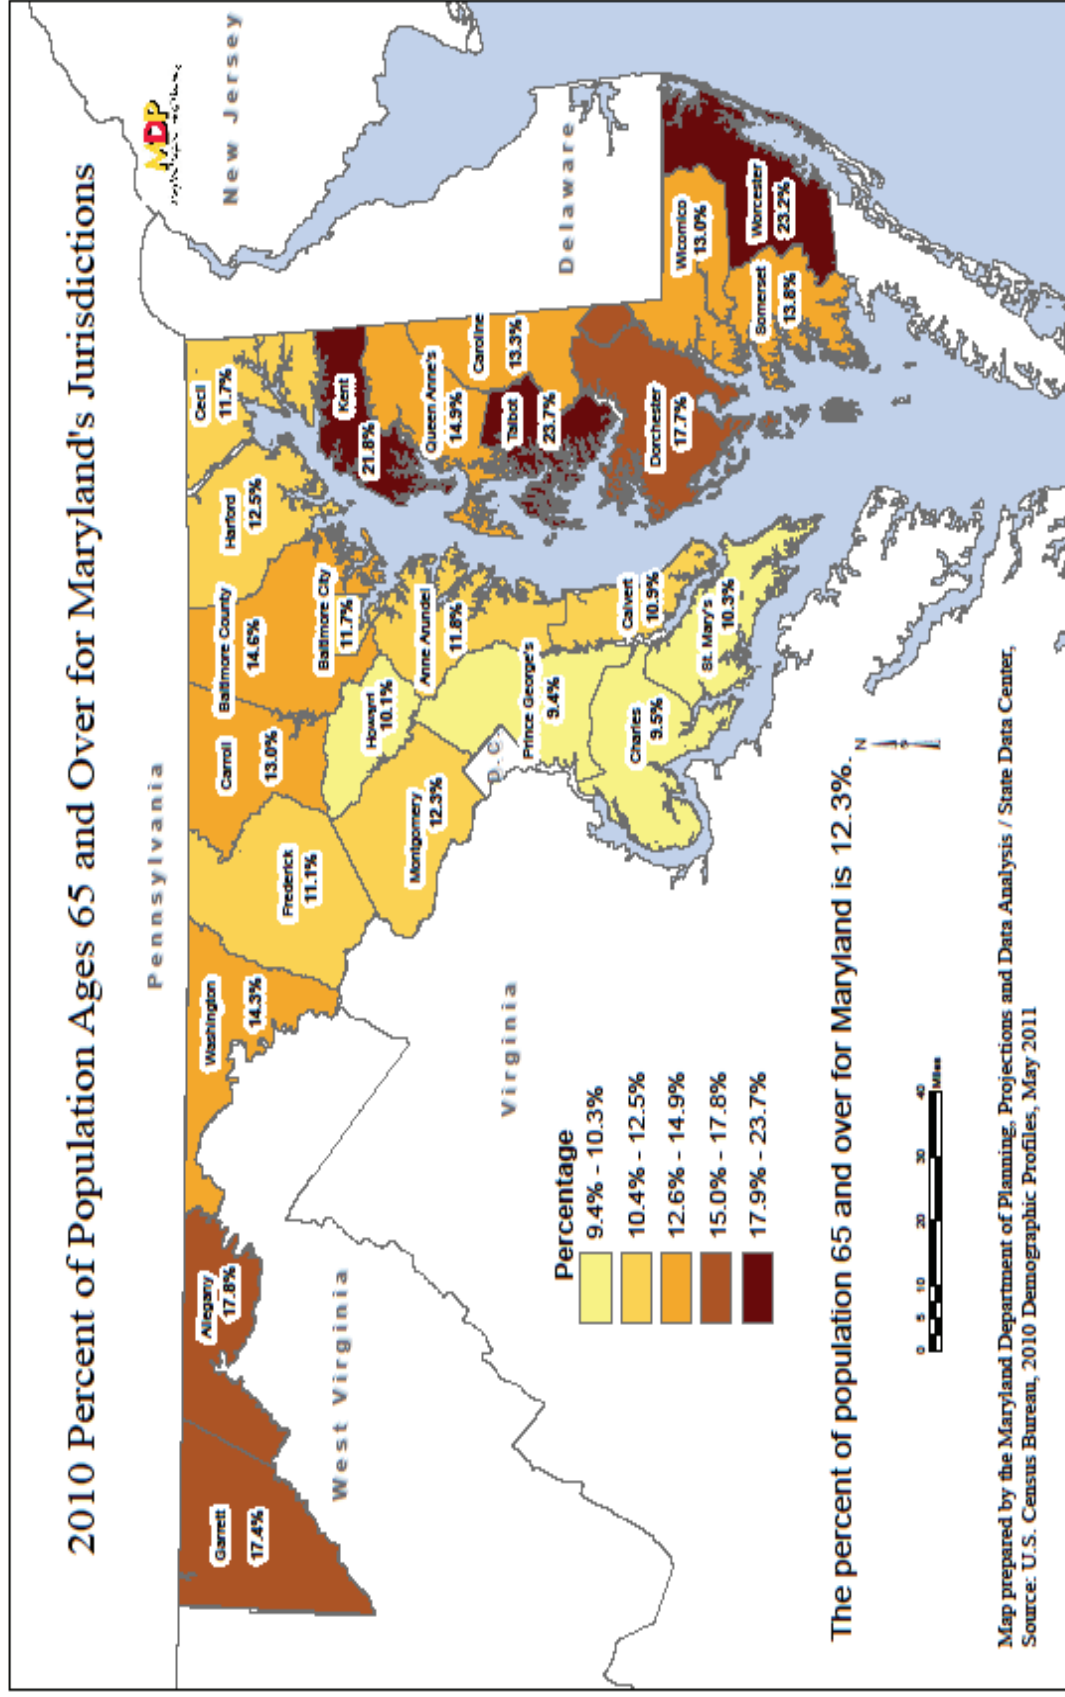 2010 Percent of Population Ages 65 and Over for Maryland's Jurisdictions
MDP
Pennsylvania
New Jersey
Garrett
17.4%
Allegany
17.8%
Washington
14.3%
Frederick
11.1%
Carroll
13.0%
Baltimore County
14.6%
Baltimore City
11.7%
Harford
12.5%
Cecil
11.7%
Kent
21.8%
Howard
10.1%
Montgomery
12.3%
Anne Arundel
11.8%
Queen Anne's
14.9%
Caroline
13.3%
Talbot
23.7%
D.C.
Prince George's
9.4%
Calvert
10.9%
Charles
9.5%
St. Mary's
10.3%
Dorchester
17.7%
Wicomico
13.0%
Somerset
13.8%
Worcester
23.2%
Delaware
West Virginia
Virginia
Percentage
9.4% - 10.3%
10.4% - 12.5%
12.6% - 14.9%
15.0% - 17.8%
17.9% - 23.7%
The percent of population 65 and over for Maryland is 12.3%.
N
0 5 10 20 30 40
Miles
Map prepared by the Maryland Department of Planning, Projections and Data Analysis / State Data Center,
Source: U.S. Census Bureau, 2010 Demographic Profiles, May 2011